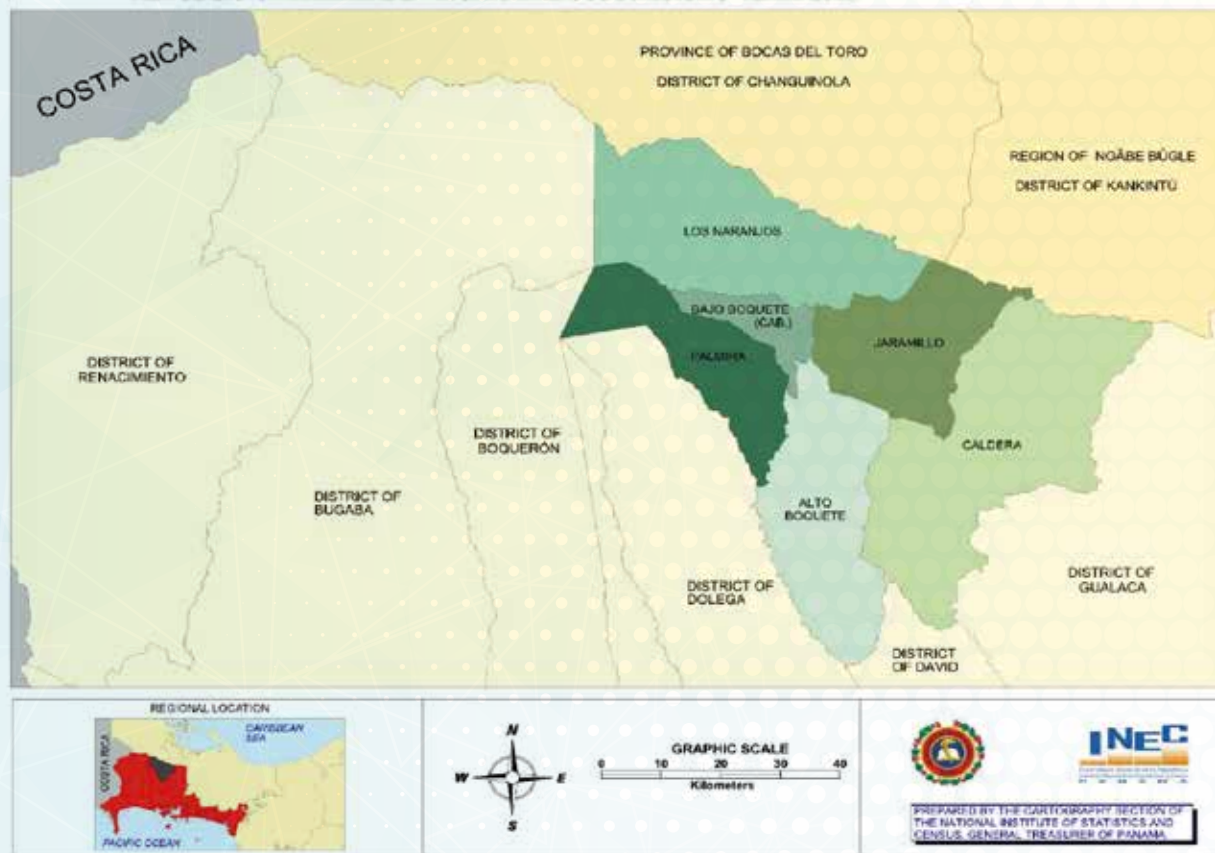 COSTA RICA
PROVINCE OF BOCAS DEL TORO
DISTRICT OF CHANGUINOLA
REGION OF NGÄBE BÜGLE
DISTRICT OF KANKINTÚ
LOS NARANJOS
BAJO BOQUETE
(CAB.)
PALMIRA
JARAMILLO
DISTRICT OF
RENACIMIENTO
DISTRICT OF
BOQUERÓN
CALDERA
DISTRICT OF
BUGABA
ALTO
BOQUETE
DISTRICT OF
DOLEGA
DISTRICT OF
GUALACA
DISTRICT
OF DAVID
REGIONAL LOCATION
CARIBBEAN
SEA
COSTA RICA
PACIFIC OCEAN
N
W
E
S
GRAPHIC SCALE
0 10 20 30 40
Kilometers
INEC
PREPARED BY THE CARTOGRAPHY SECTION OF
THE NATIONAL INSTITUTE OF STATISTICS AND
CENSUS, GENERAL TREASURER OF PANAMA